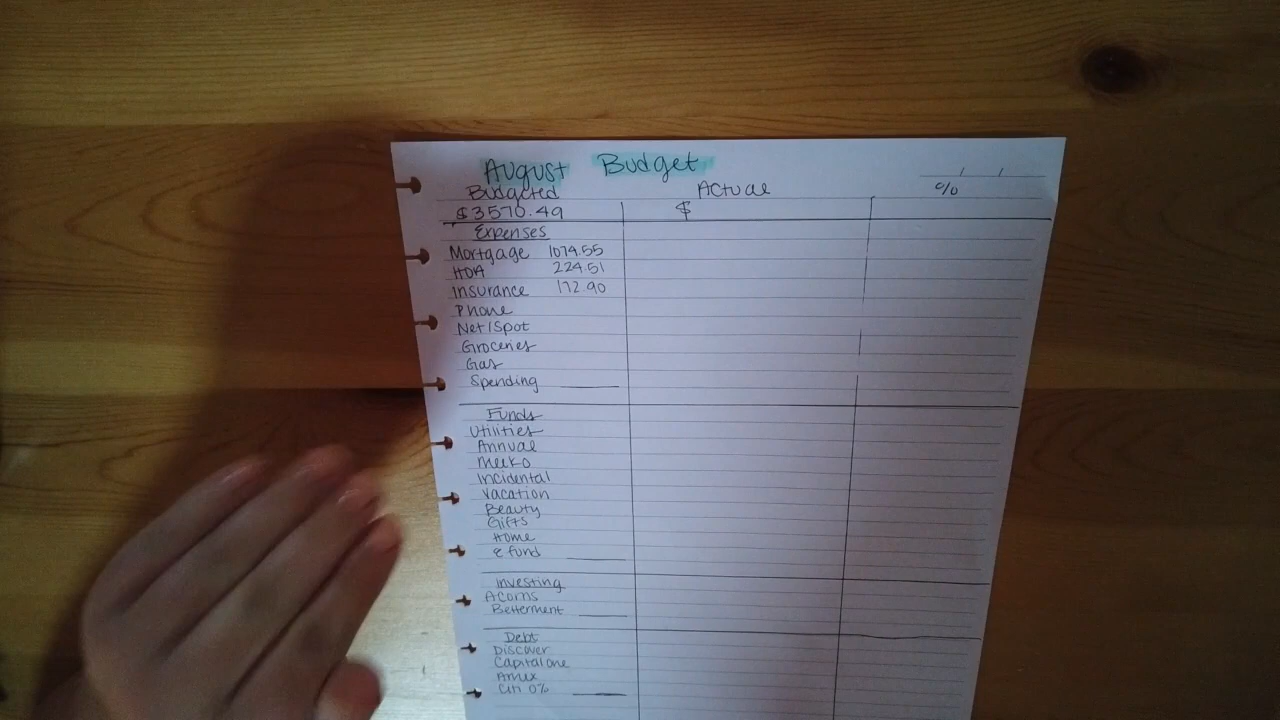 August Budget
Budgeted Actual %
$3570.49 $
Expenses
Mortgage 1074.55
HOA 224.51
Insurance 172.90
Phone
Net/Spot
Groceries
Gas
Spending
Funds
Utilities
Annual
Meeko
Incidental
Vacation
Beauty
Gifts
Home
e fund
Investing
Acorns
Betterment
Debt
Discover
Capital one
Amex
Citi 0%